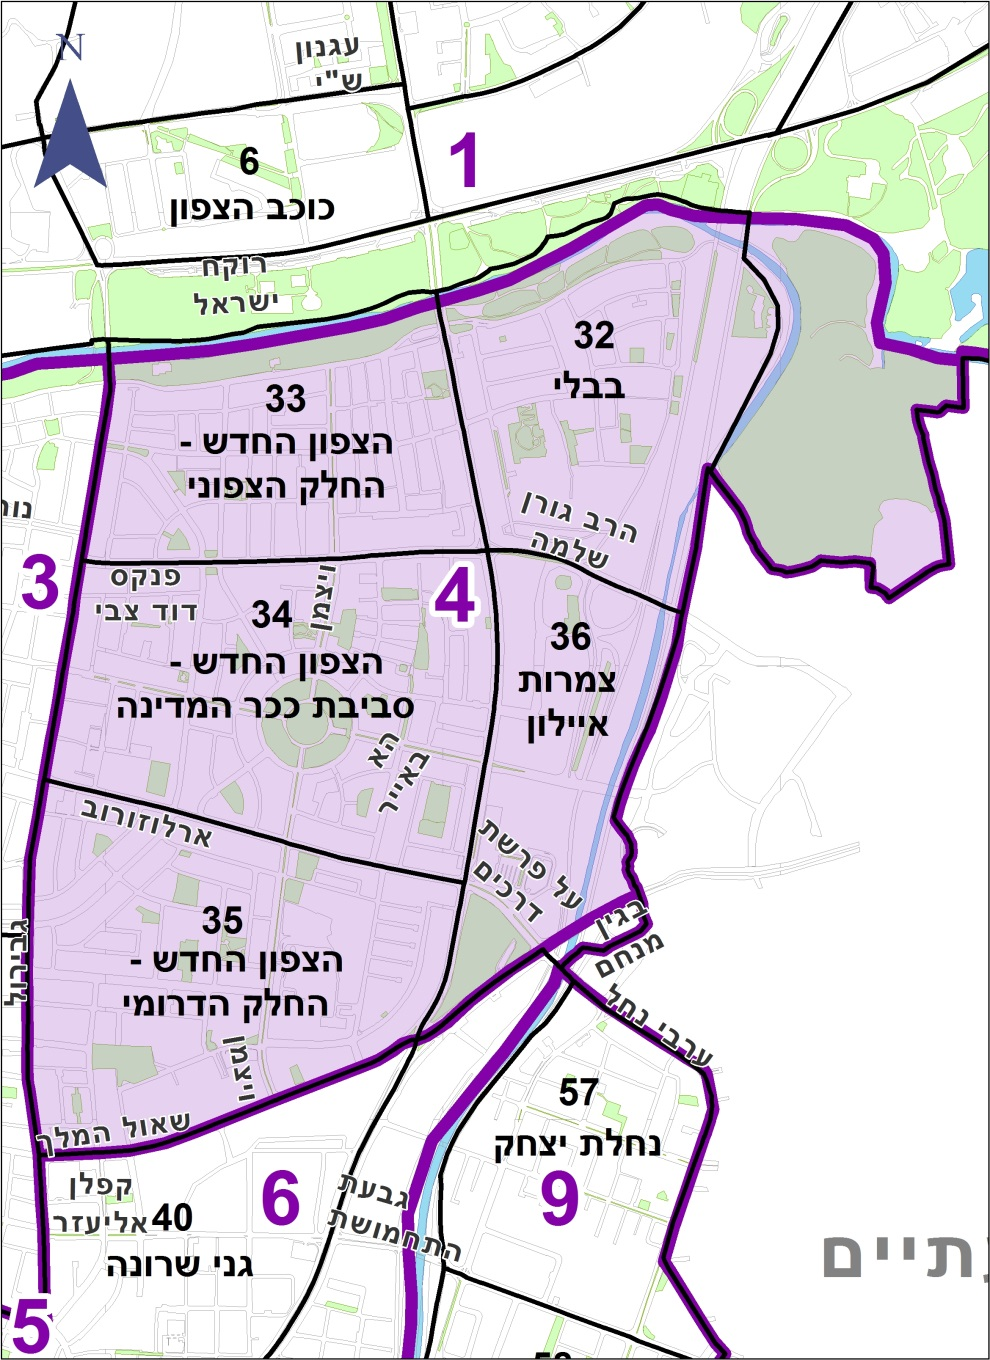 N
עגנון
ש"י
1
6
כוכב הצפון
רוקח
ישראל
32
בבלי
33
הצפון החדש -
החלק הצפוני
הרב גורן
שלמה
3
פנקס
דוד צבי
ויצמן
4
34
הצפון החדש -
סביבת ככר המדינה
36
צמרות
איילון
הא
באייר
ארלוזורוב
על פרשת
דרכים
35
הצפון החדש -
החלק הדרומי
בגין
מנחם
גבירול
ערבי נחל
ויצמן
57
נחלת יצחק
שאול המלך
קפלן
אליעזר
40
גני שרונה
6
גבעת
התחמושת
9
תיים
5